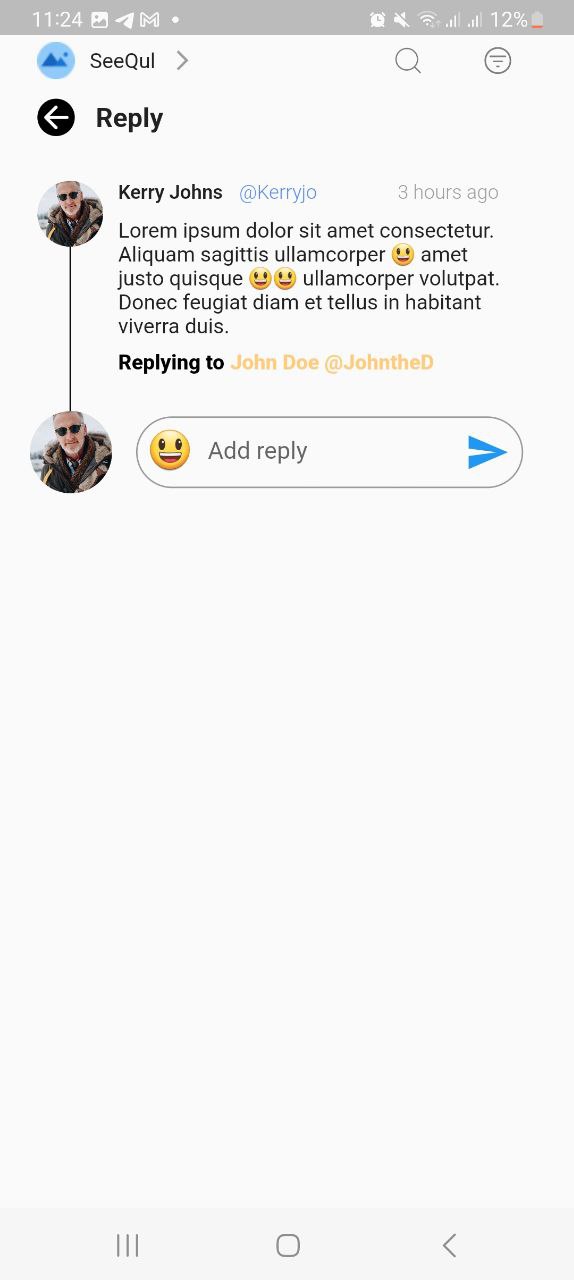 11:24 12%
SeeQul
Reply
Kerry Johns @Kerryjo 3 hours ago
Lorem ipsum dolor sit amet consectetur.
Aliquam sagittis ullamcorper 😃 amet
justo quisque 😃😃 ullamcorper volutpat.
Donec feugiat diam et tellus in habitant
viverra duis.
Replying to John Doe @JohntheD
😃 Add reply